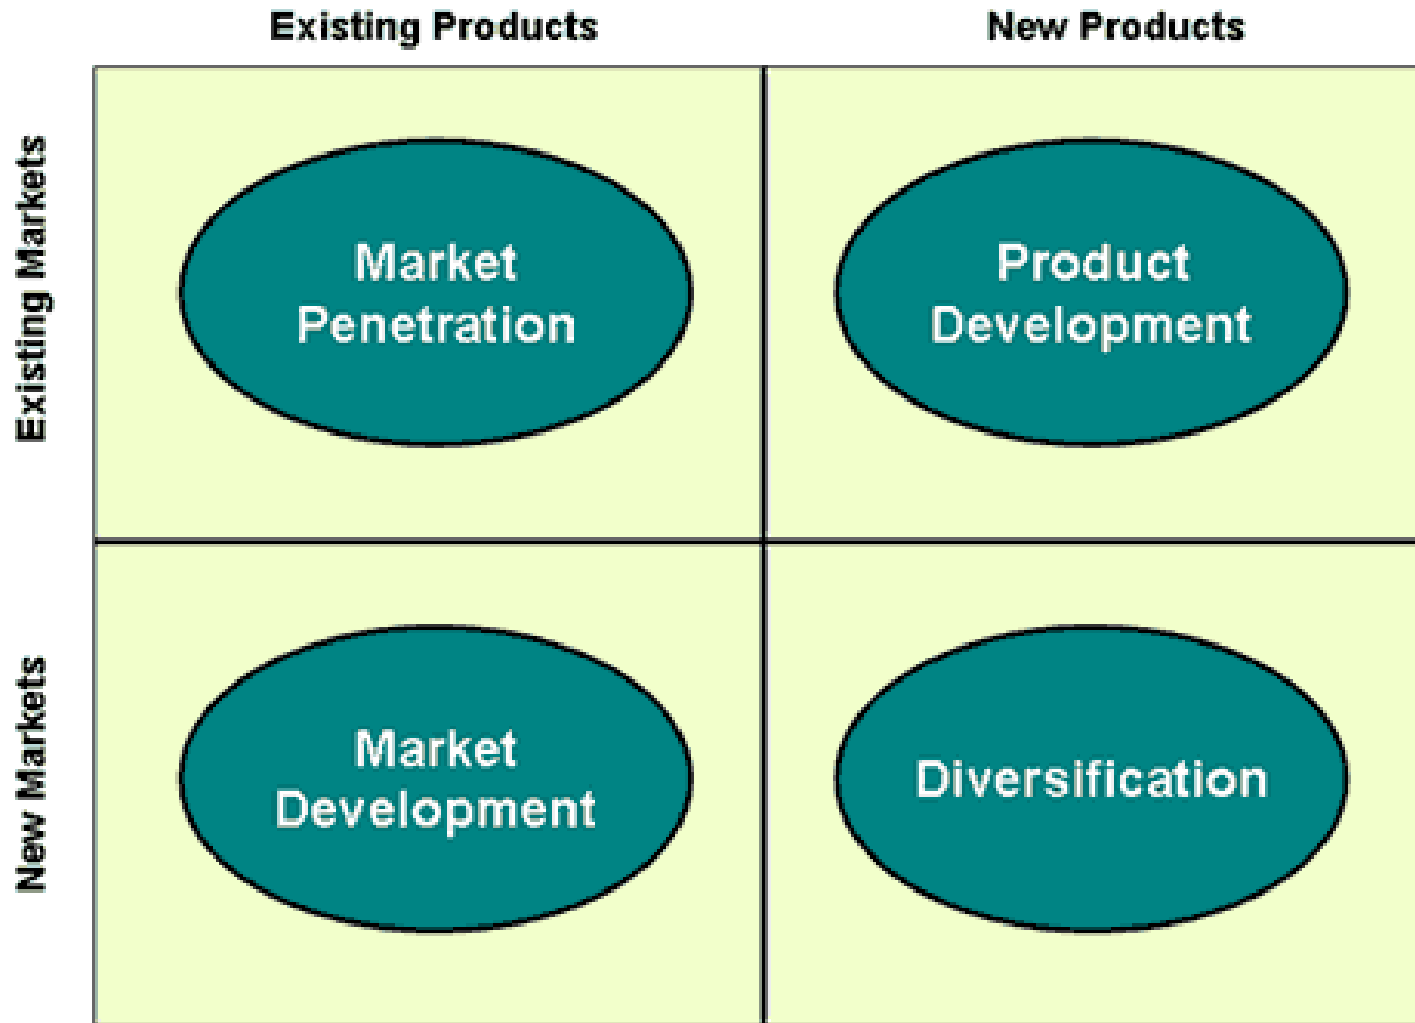 Existing Products
New Products
Existing Markets
Market
Penetration
Product
Development
New Markets
Market
Development
Diversification